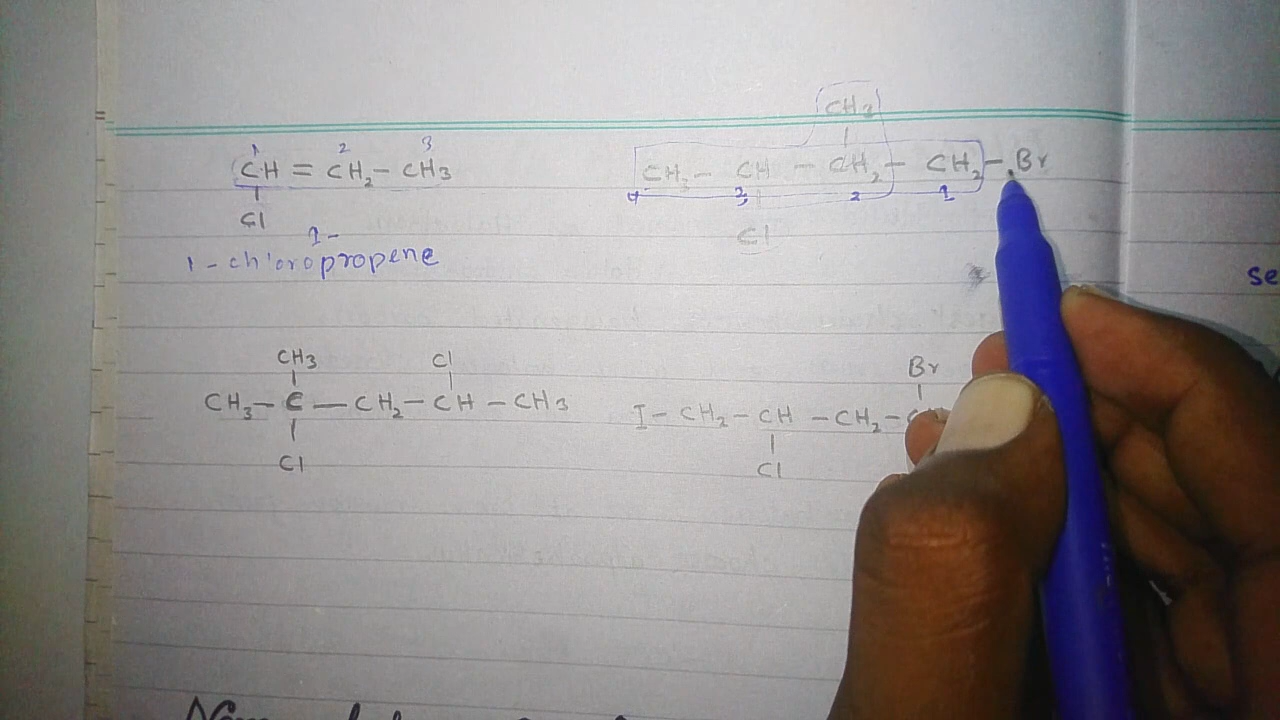 CH3
1 2 3
CH = CH2 - CH3
CH3 - CH - CH2 - CH2 - Br
4 3 2 1
Cl
Cl
1-
1-chloropropene
Se
CH3 Cl
Br
CH3 - C - CH2 - CH - CH3
I - CH2 - CH - CH2 -
Cl
Cl